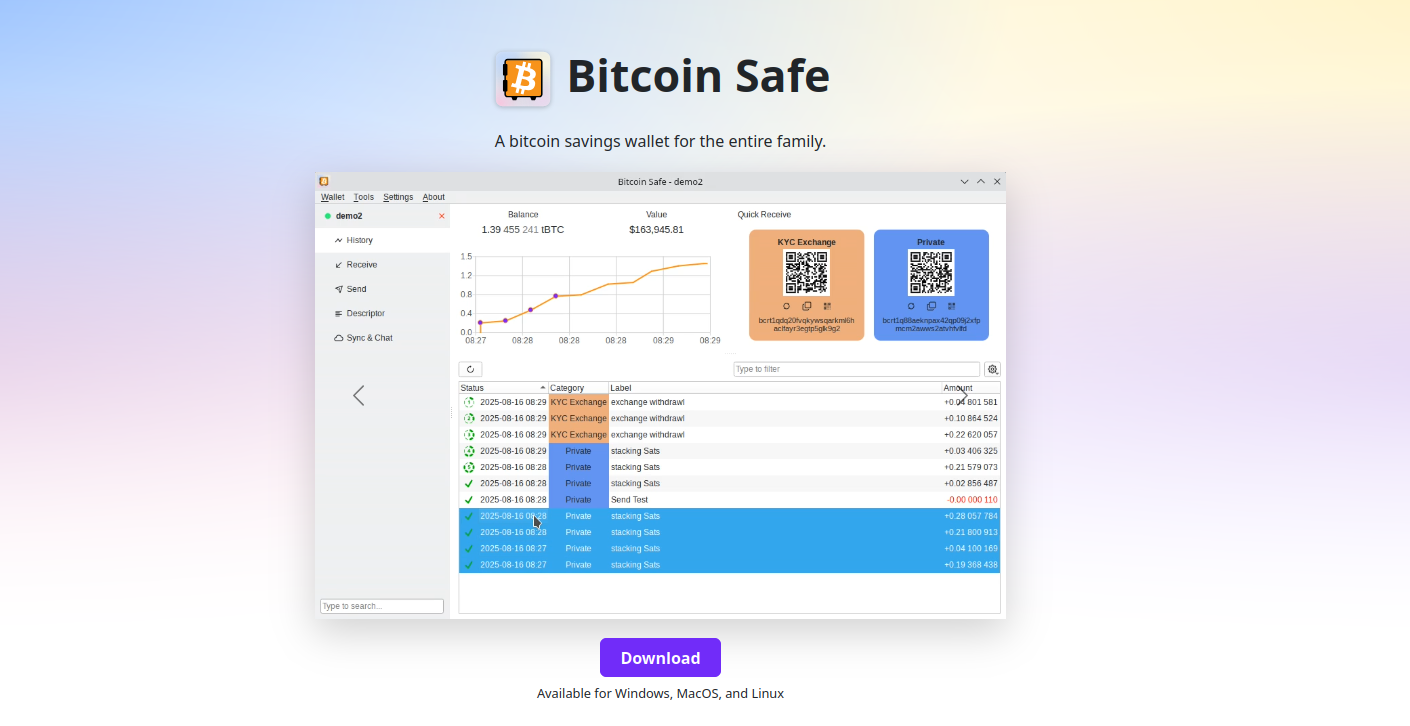 Bitcoin Safe
A bitcoin savings wallet for the entire family.
Bitcoin Safe - demo2
Wallet Tools Settings About
demo2
History
Receive
Send
Descriptor
Sync & Chat
Type to search...
Balance
1.39 455 241 tBTC
Value
$163,945.81
1.5
1.2
0.8
0.4
0.0
08:27 08:28 08:28 08:28 08:29 08:29
Quick Receive
KYC Exchange
bcrt1qdq20fvqkywsqarkml6h
aclfayr3egtp5glk9g2
Private
bcrt1q88aeknpax42qp09j2xfp
mcm2awws2atvhfvlfd
Type to filter
Status Category Label Amount
1 2025-08-16 08:29 KYC Exchange exchange withdrawl +0.04 801 581
2 2025-08-16 08:29 KYC Exchange exchange withdrawl +0.10 864 524
3 2025-08-16 08:29 KYC Exchange exchange withdrawl +0.22 620 057
4 2025-08-16 08:29 Private stacking Sats +0.03 406 325
5 2025-08-16 08:28 Private stacking Sats +0.21 579 073
2025-08-16 08:28 Private stacking Sats +0.02 856 487
2025-08-16 08:28 Private Send Test -0.00 000 110
2025-08-16 08:28 Private stacking Sats +0.28 057 784
2025-08-16 08:28 Private stacking Sats +0.21 800 913
2025-08-16 08:27 Private stacking Sats +0.04 100 169
2025-08-16 08:27 Private stacking Sats +0.19 368 438
Download
Available for Windows, MacOS, and Linux